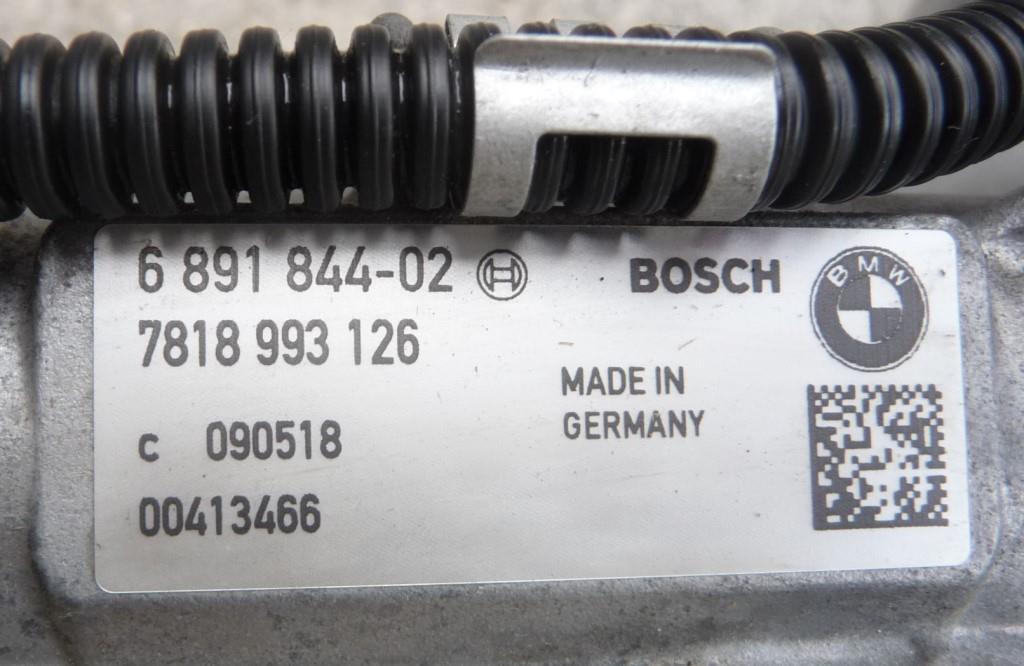 6 891 844-02 BOSCH
BMW
7818 993 126
MADE IN
GERMANY
c 090518
00413466